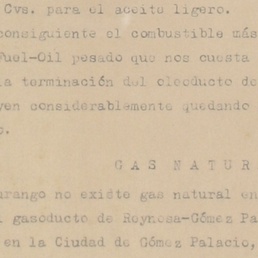 Cvs. para el aceite ligero.
consiguiente el combustible más
Fuel-Oil pesado que nos cuesta
la terminación del oleoducto de
yen considerablemente quedando
o.
GAS NATUR
urango no existe gas natural en
l gasoducto de Reynosa-Gómez Pa
en la Ciudad de Gómez Palacio,